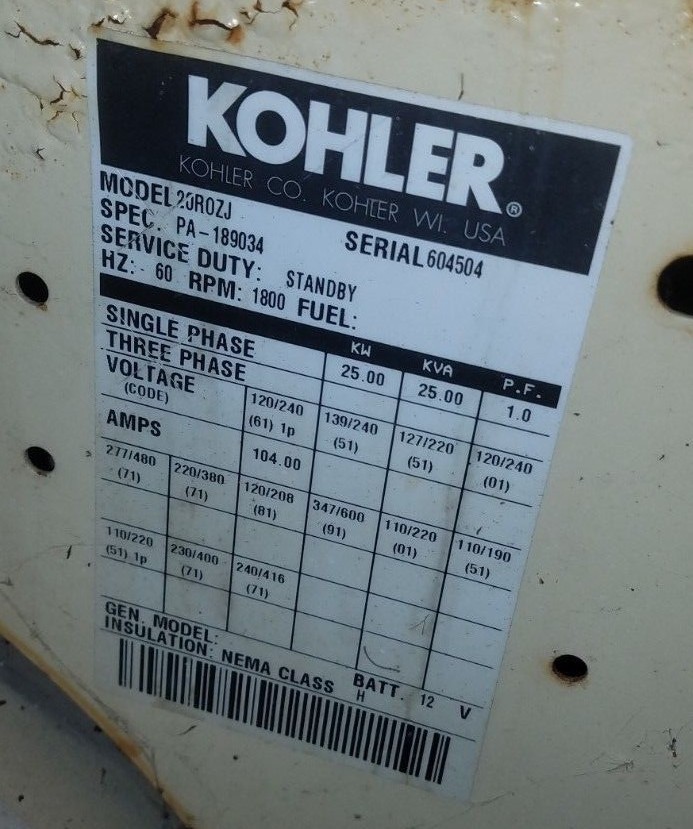 KOHLER®
KOHLER CO. KOHLER WI. USA
MODEL 20ROZJ SERIAL 604504
SPEC. PA-189034
SERVICE DUTY: STANDBY
HZ: 60 RPM: 1800 FUEL:
KW KVA P.F.
SINGLE PHASE 25.00 25.00 1.0
THREE PHASE
VOLTAGE 120/240 139/240 127/220 120/240
(CODE) (61) 1p (51) (51) (01)
AMPS 104.00
277/480 220/380 120/208 347/600 110/220 110/190
(71) (71) (81) (91) (01) (51)
110/220 230/400 240/416
(51) 1p (71) (71)
GEN. MODEL: BATT. 12 V
INSULATION: NEMA CLASS H